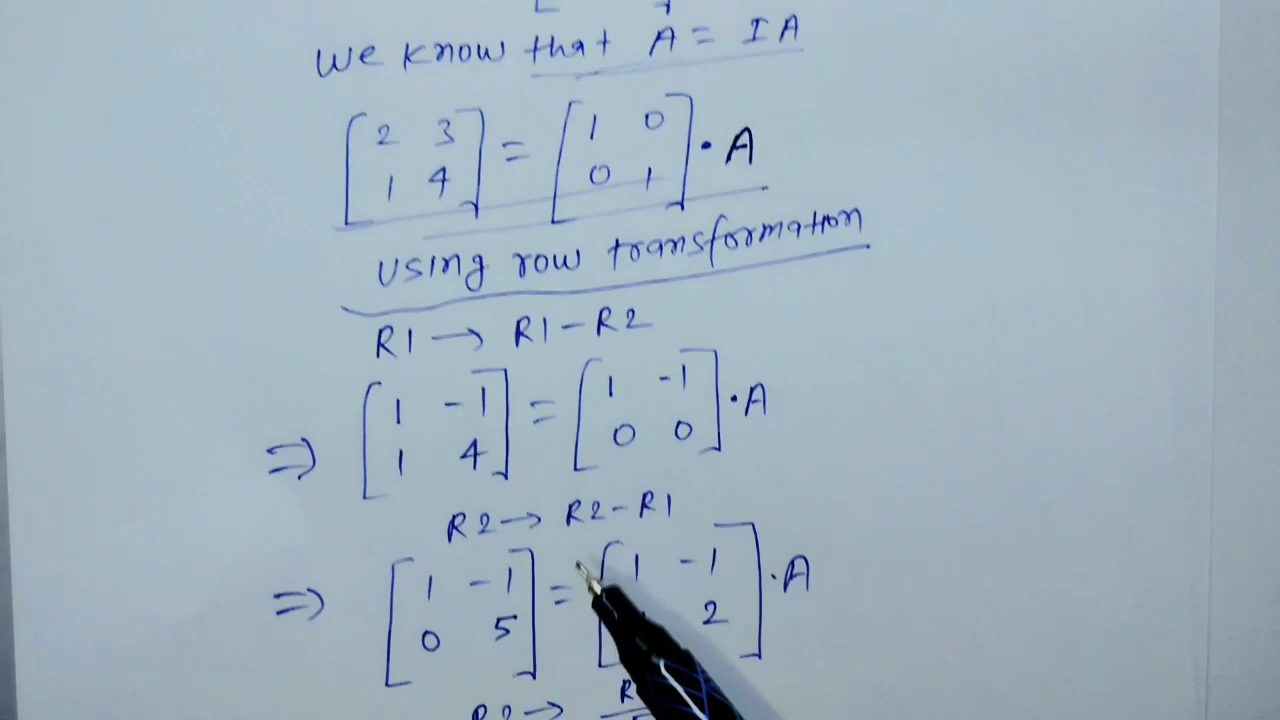 We know that A = I A
[2 3
1 4] = [1 0
0 1] · A
Using row transformation
R1 → R1 - R2
⇒ [1 -1
1 4] = [1 -1
0 0] · A
R2 → R2 - R1
⇒ [1 -1
0 5] = [1 -1
2] · A
R2 →